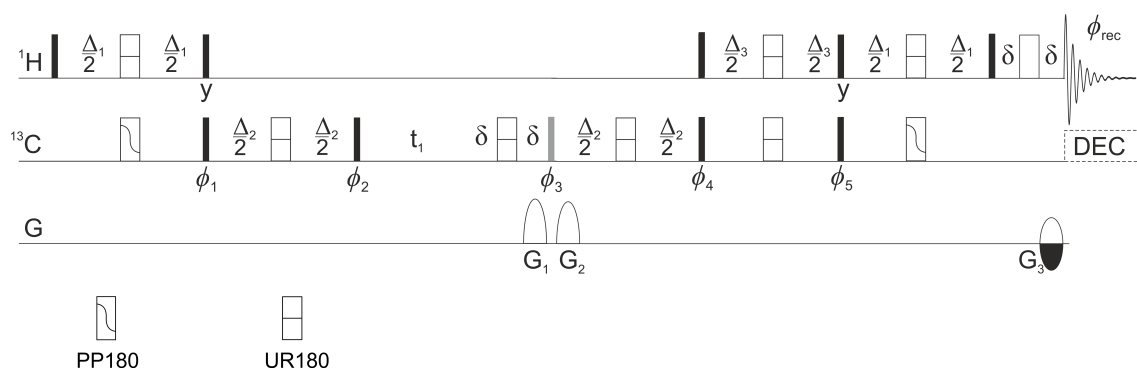 ¹H Δ₁/2 Δ₁/2 Δ₃/2 Δ₃/2 Δ₁/2 Δ₁/2 δ δ ϕrec
y y
¹³C Δ₂/2 Δ₂/2 t₁ δ δ Δ₂/2 Δ₂/2 DEC
ϕ₁ ϕ₂ ϕ₃ ϕ₄ ϕ₅
G
G₁ G₂ G₃
PP180 UR180